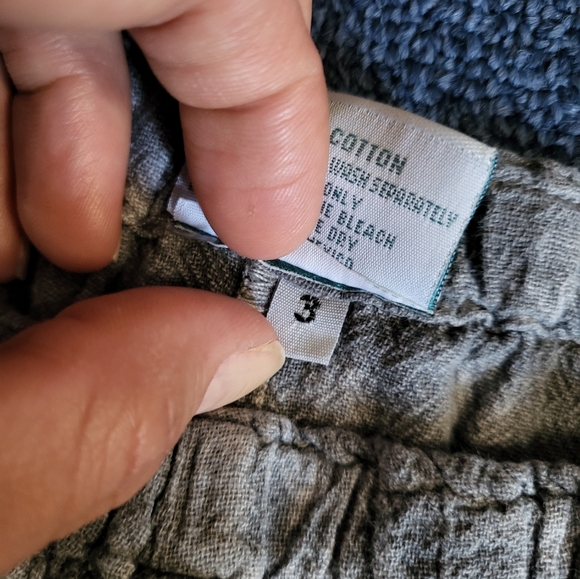 COTTON
WASH SEPARATELY
ONLY
BLEACH
DRY
3